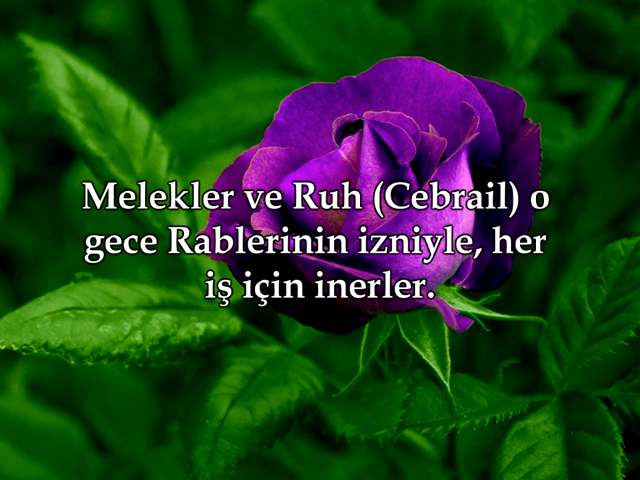 Melekler ve Ruh (Cebrail) o
gece Rablerinin izniyle, her
iş için inerler.